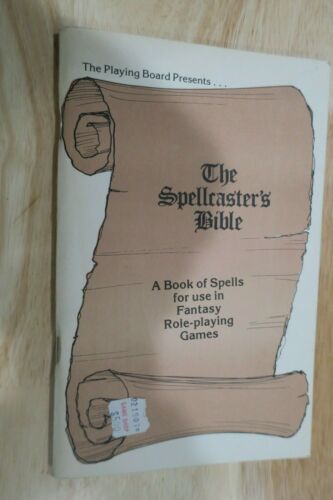 The Playing Board Presents . . .
The
Spellcaster's
Bible
A Book of Spells
for use in
Fantasy
Role-playing
Games